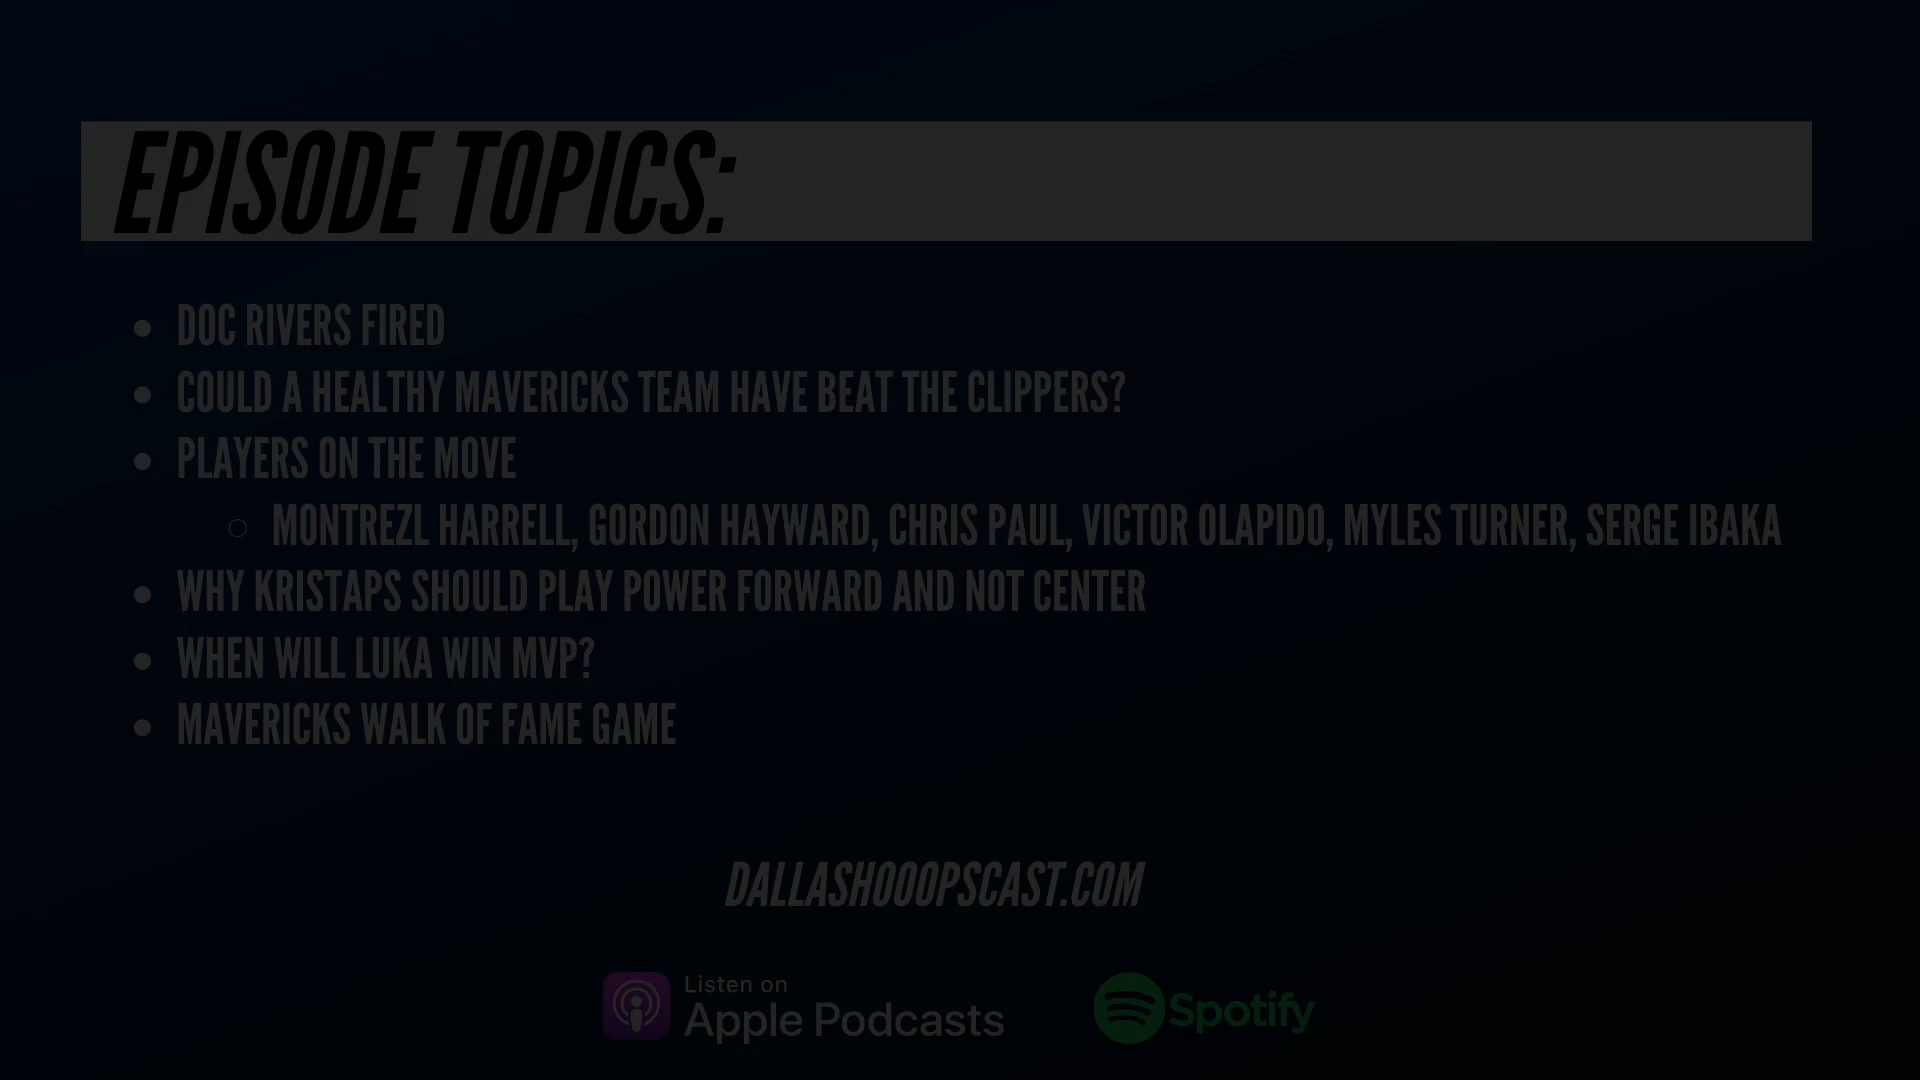 EPISODE TOPICS:
DOC RIVERS FIRED
COULD A HEALTHY MAVERICKS TEAM HAVE BEAT THE CLIPPERS?
PLAYERS ON THE MOVE
MONTREZL HARRELL, GORDON HAYWARD, CHRIS PAUL, VICTOR OLAPIDO, MYLES TURNER, SERGE IBAKA
WHY KRISTAPS SHOULD PLAY POWER FORWARD AND NOT CENTER
WHEN WILL LUKA WIN MVP?
MAVERICKS WALK OF FAME GAME
DALLASHOOOPSCAST.COM
Listen on
Apple Podcasts
Spotify